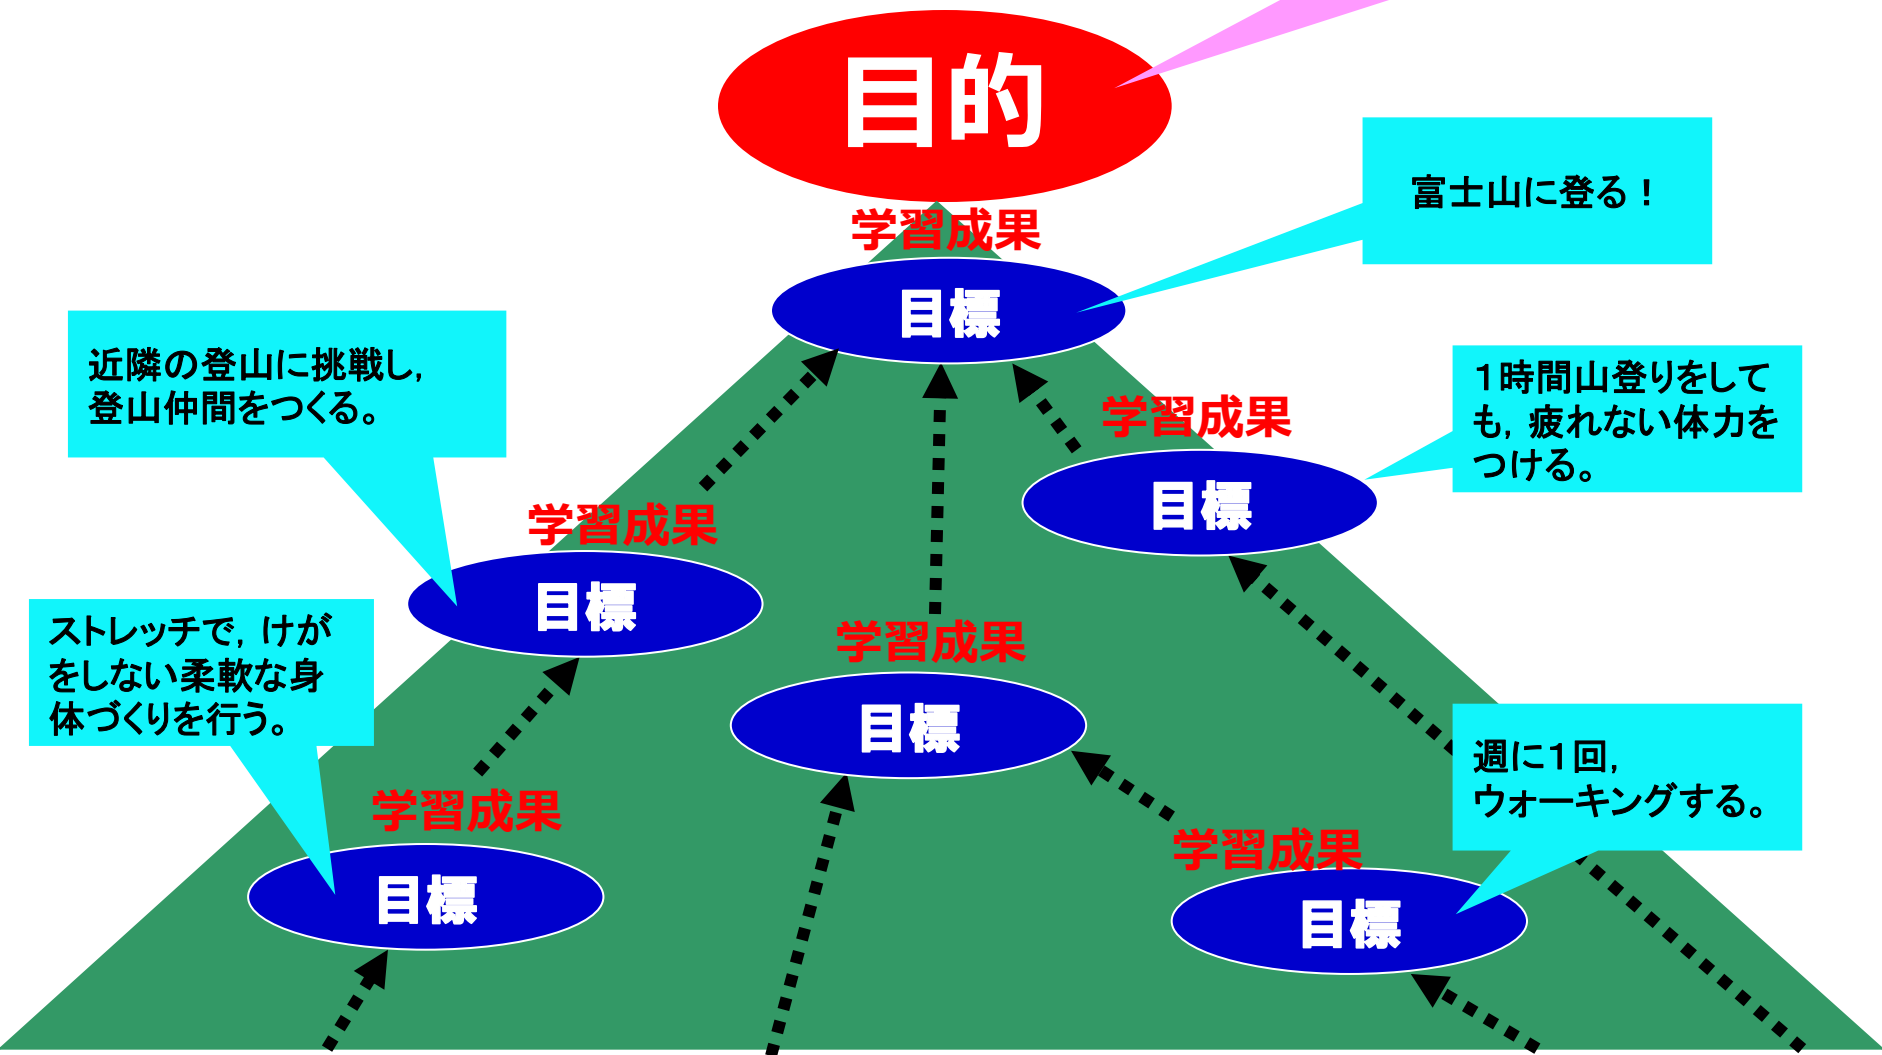 目的
富士山に登る！
学習成果
目標
近隣の登山に挑戦し，
登山仲間をつくる。
１時間山登りをして
も，疲れない体力を
つける。
学習成果
目標
学習成果
目標
ストレッチで，けが
をしない柔軟な身
体づくりを行う。
学習成果
目標
週に１回，
ウォーキングする。
学習成果
目標
学習成果
目標